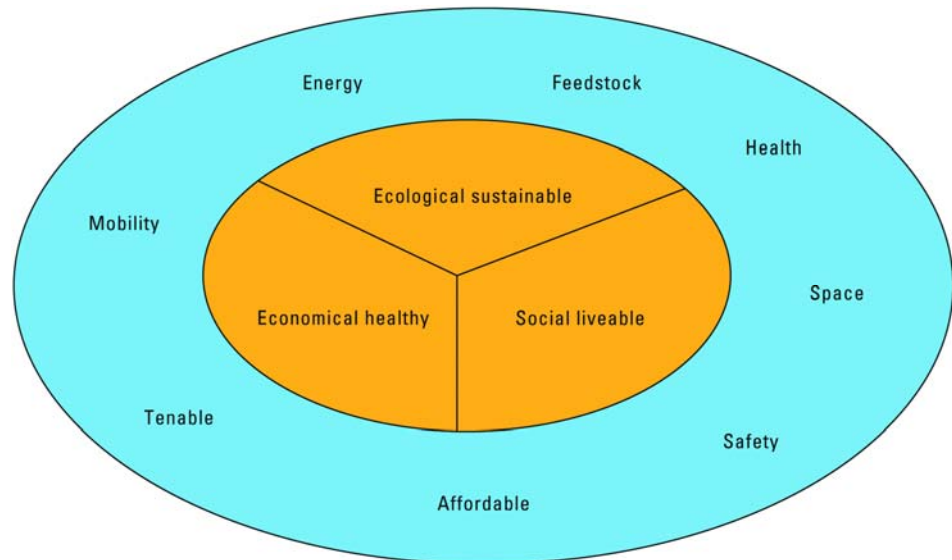 Energy
Feedstock
Health
Ecological sustainable
Mobility
Space
Economical healthy
Social liveable
Tenable
Safety
Affordable